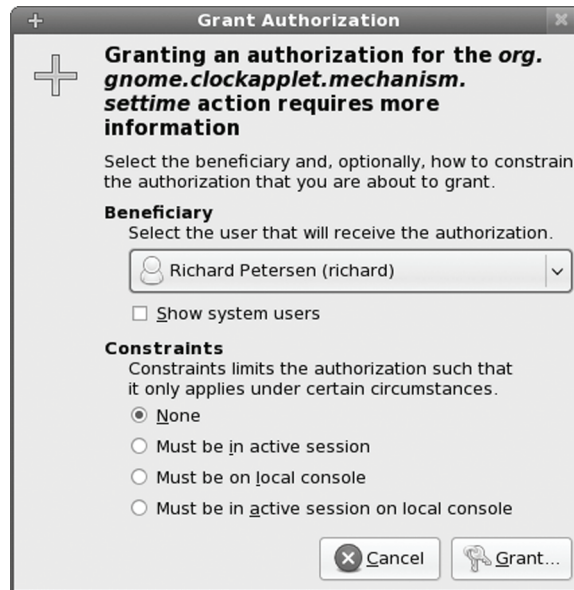 Grant Authorization
Granting an authorization for the org.
gnome.clockapplet.mechanism.
settime action requires more
information
Select the beneficiary and, optionally, how to constrain
the authorization that you are about to grant.
Beneficiary
Select the user that will receive the authorization.
Richard Petersen (richard)
Show system users
Constraints
Constraints limits the authorization such that
it only applies under certain circumstances.
None
Must be in active session
Must be on local console
Must be in active session on local console
Cancel
Grant...